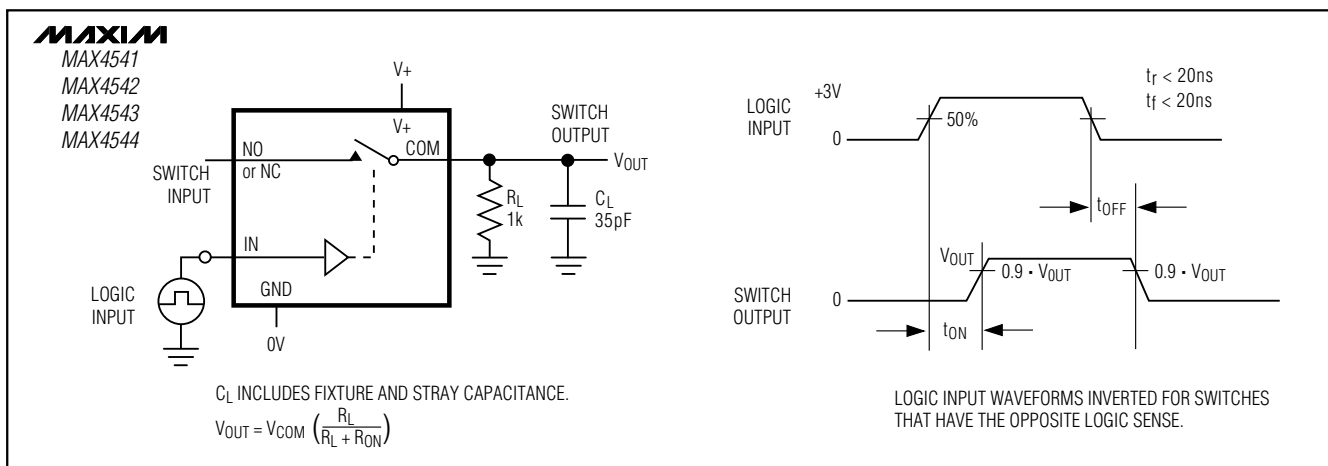 MAXIM
MAX4541
MAX4542
MAX4543
MAX4544
V+
V+
NO
or NC
COM
SWITCH
INPUT
SWITCH
OUTPUT
VOUT
RL
1k
CL
35pF
IN
LOGIC
INPUT
GND
0V
CL INCLUDES FIXTURE AND STRAY CAPACITANCE.
VOUT = VCOM (RL / RL + RON)
LOGIC
INPUT
+3V
0
50%
tr < 20ns
tf < 20ns
tOFF
SWITCH
OUTPUT
VOUT
0
0.9 · VOUT
0.9 · VOUT
tON
LOGIC INPUT WAVEFORMS INVERTED FOR SWITCHES
THAT HAVE THE OPPOSITE LOGIC SENSE.